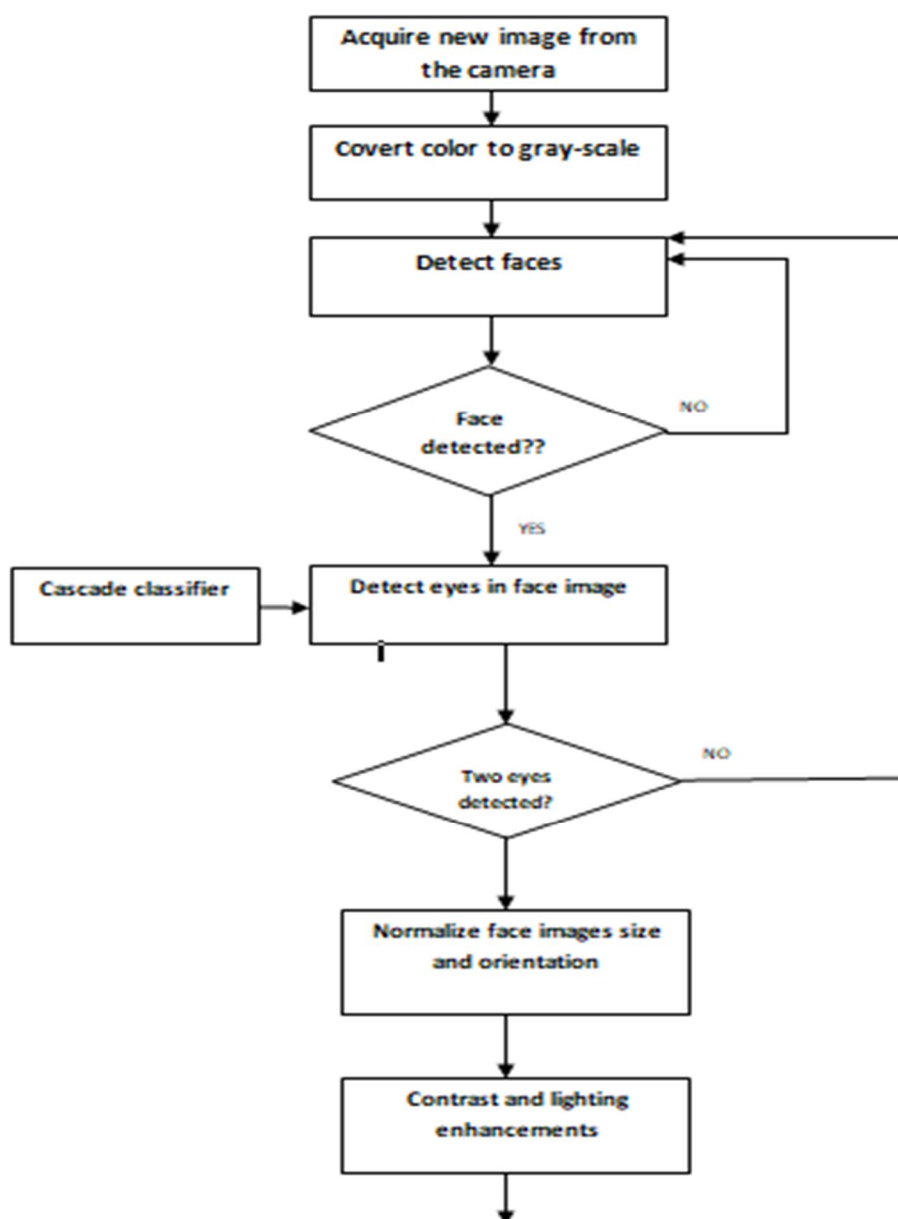 Acquire new image from
the camera
Covert color to gray-scale
Detect faces
Face
detected??
NO
YES
Cascade classifier
Detect eyes in face image
Two eyes
detected?
NO
Normalize face images size
and orientation
Contrast and lighting
enhancements